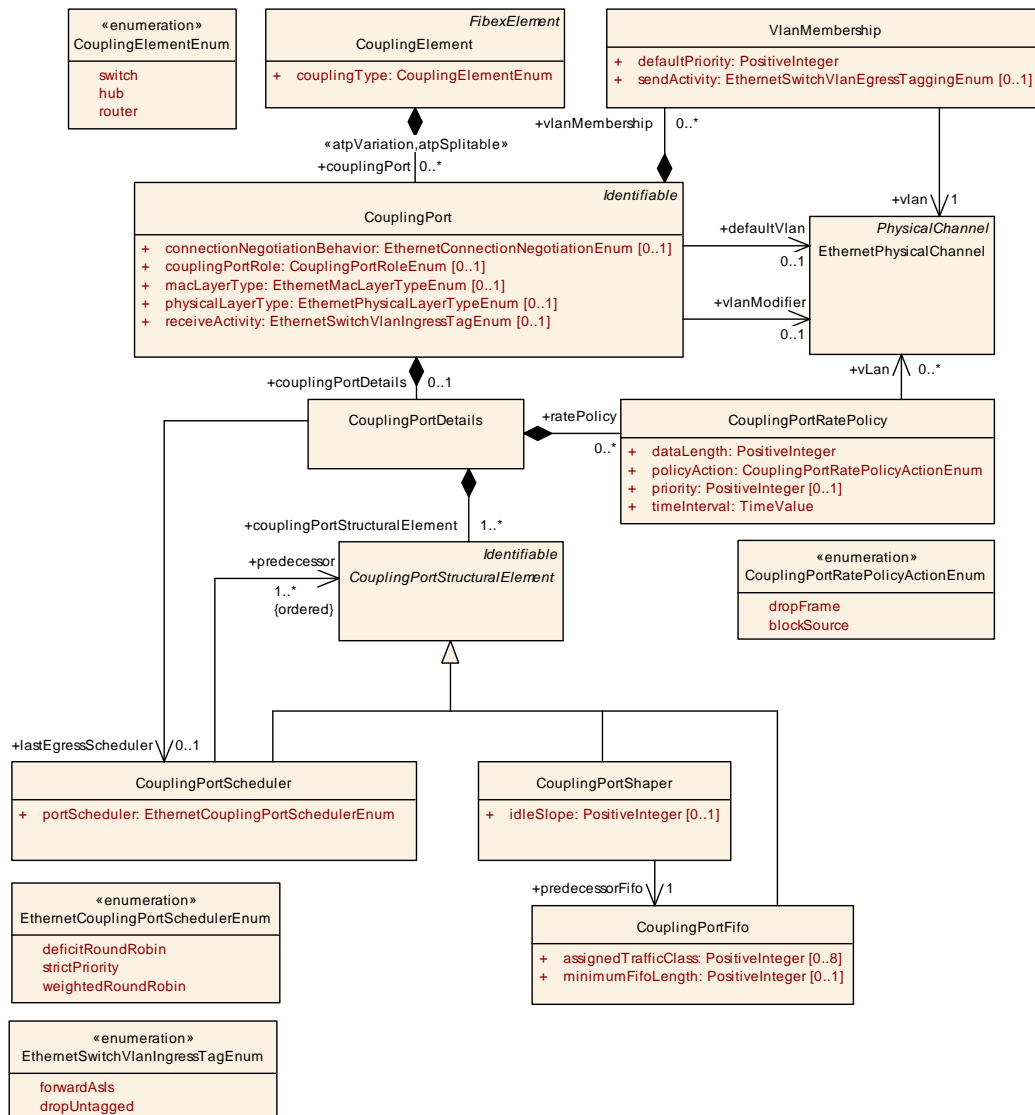 «enumeration»
CouplingElementEnum
switch
hub
router
FibexElement
CouplingElement
+ couplingType: CouplingElementEnum
VlanMembership
+ defaultPriority: PositiveInteger
+ sendActivity: EthernetSwitchVlanEgressTaggingEnum [0..1]
«atpVariation,atpSplitable»
+couplingPort 0..*
+vlanMembership 0..*
Identifiable
CouplingPort
+ connectionNegotiationBehavior: EthernetConnectionNegotiationEnum [0..1]
+ couplingPortRole: CouplingPortRoleEnum [0..1]
+ macLayerType: EthernetMacLayerTypeEnum [0..1]
+ physicalLayerType: EthernetPhysicalLayerTypeEnum [0..1]
+ receiveActivity: EthernetSwitchVlanIngressTagEnum [0..1]
+vlan 1
+defaultVlan
0..1
+vlanModifier
0..1
PhysicalChannel
EthernetPhysicalChannel
+couplingPortDetails 0..1
+vLan 0..*
CouplingPortDetails
+ratePolicy
0..*
CouplingPortRatePolicy
+ dataLength: PositiveInteger
+ policyAction: CouplingPortRatePolicyActionEnum
+ priority: PositiveInteger [0..1]
+ timeInterval: TimeValue
+couplingPortStructuralElement 1..*
+predecessor
1..*
{ordered}
Identifiable
CouplingPortStructuralElement
«enumeration»
CouplingPortRatePolicyActionEnum
dropFrame
blockSource
+lastEgressScheduler 0..1
CouplingPortScheduler
+ portScheduler: EthernetCouplingPortSchedulerEnum
CouplingPortShaper
+ idleSlope: PositiveInteger [0..1]
+predecessorFifo 1
CouplingPortFifo
+ assignedTrafficClass: PositiveInteger [0..8]
+ minimumFifoLength: PositiveInteger [0..1]
«enumeration»
EthernetCouplingPortSchedulerEnum
deficitRoundRobin
strictPriority
weightedRoundRobin
«enumeration»
EthernetSwitchVlanIngressTagEnum
forwardAsIs
dropUntagged